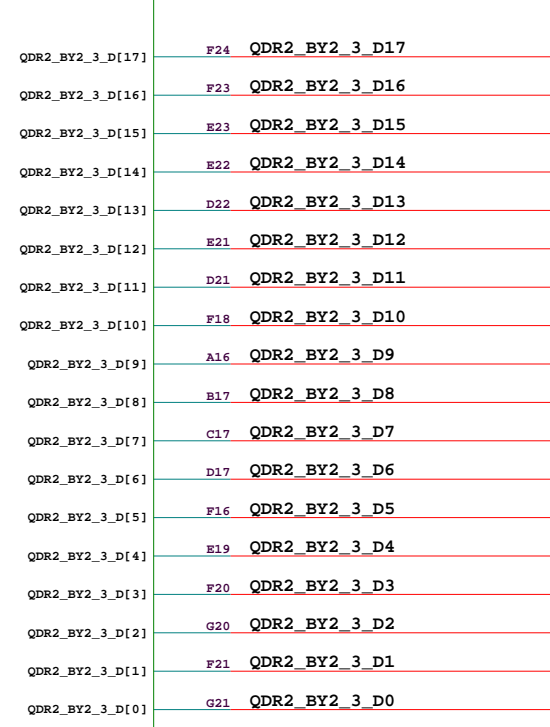 QDR2_BY2_3_D[17] F24 QDR2_BY2_3_D17
QDR2_BY2_3_D[16] F23 QDR2_BY2_3_D16
QDR2_BY2_3_D[15] E23 QDR2_BY2_3_D15
QDR2_BY2_3_D[14] E22 QDR2_BY2_3_D14
QDR2_BY2_3_D[13] D22 QDR2_BY2_3_D13
QDR2_BY2_3_D[12] E21 QDR2_BY2_3_D12
QDR2_BY2_3_D[11] D21 QDR2_BY2_3_D11
QDR2_BY2_3_D[10] F18 QDR2_BY2_3_D10
QDR2_BY2_3_D[9] A16 QDR2_BY2_3_D9
QDR2_BY2_3_D[8] B17 QDR2_BY2_3_D8
QDR2_BY2_3_D[7] C17 QDR2_BY2_3_D7
QDR2_BY2_3_D[6] D17 QDR2_BY2_3_D6
QDR2_BY2_3_D[5] F16 QDR2_BY2_3_D5
QDR2_BY2_3_D[4] E19 QDR2_BY2_3_D4
QDR2_BY2_3_D[3] F20 QDR2_BY2_3_D3
QDR2_BY2_3_D[2] G20 QDR2_BY2_3_D2
QDR2_BY2_3_D[1] F21 QDR2_BY2_3_D1
QDR2_BY2_3_D[0] G21 QDR2_BY2_3_D0